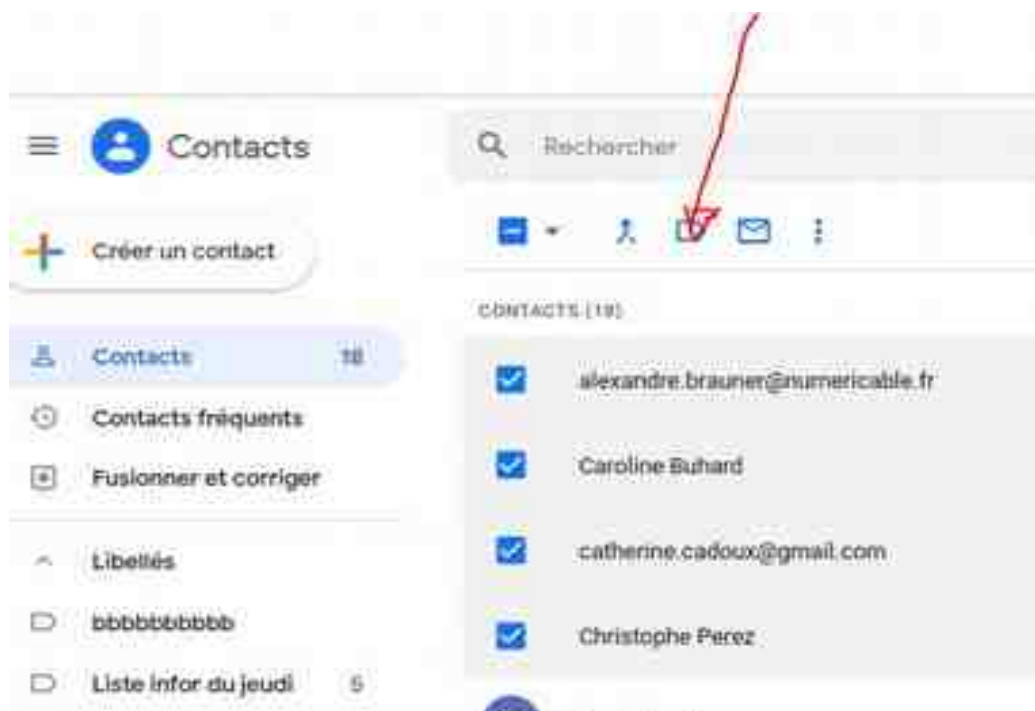 Contacts
Rechercher
Créer un contact
CONTACTS (18)
Contacts 18
alexandre.brauner@numericable.fr
Contacts fréquents
Caroline Buhard
Fusionner et corriger
catherine.cadoux@gmail.com
Libellés
bbbbbbbbbb
Christophe Perez
Liste infor du jeudi 5